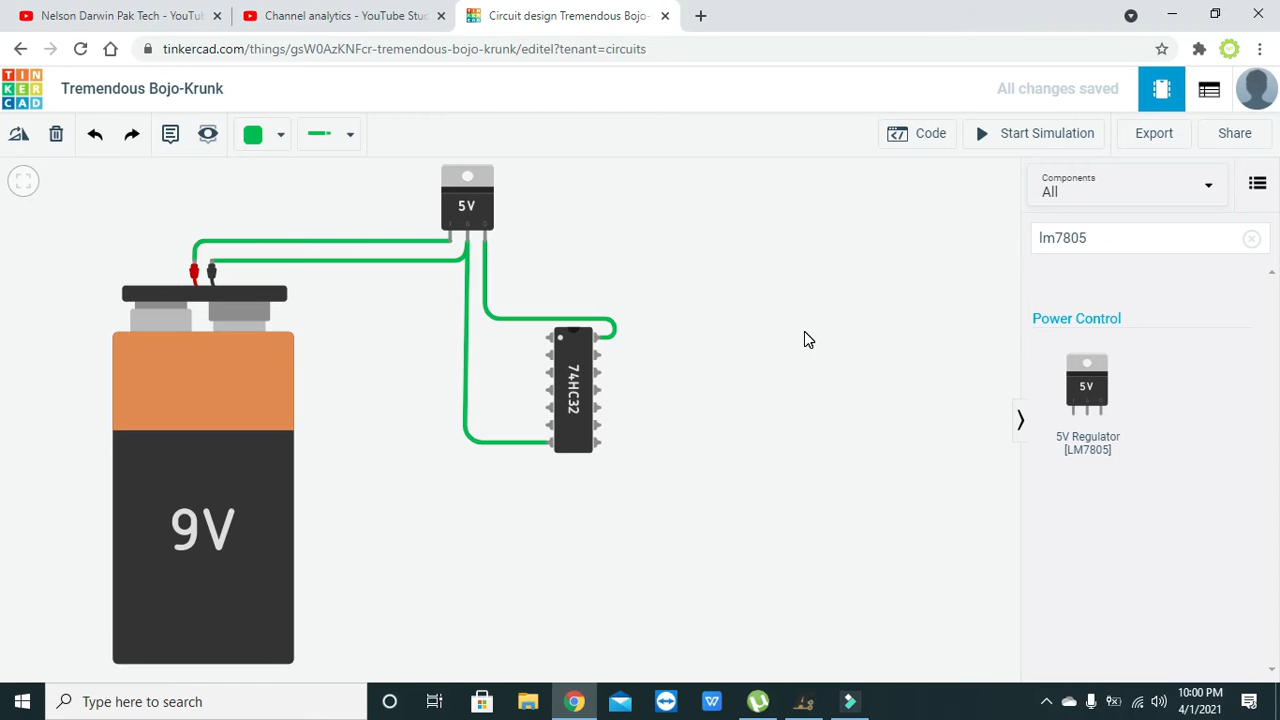 Nelson Darwin Pak Tech - YouTu
Channel analytics - YouTube Stud
Circuit design Tremendous Bojo-
tinkercad.com/things/gsW0AzKNFcr-tremendous-bojo-krunk/editel?tenant=circuits
TIN
KER
CAD
Tremendous Bojo-Krunk
All changes saved
Code
Start Simulation
Export
Share
Components
All
lm7805
Power Control
5V
5V Regulator
[LM7805]
5V
74HC32
9V
Type here to search
10:00 PM
4/1/2021